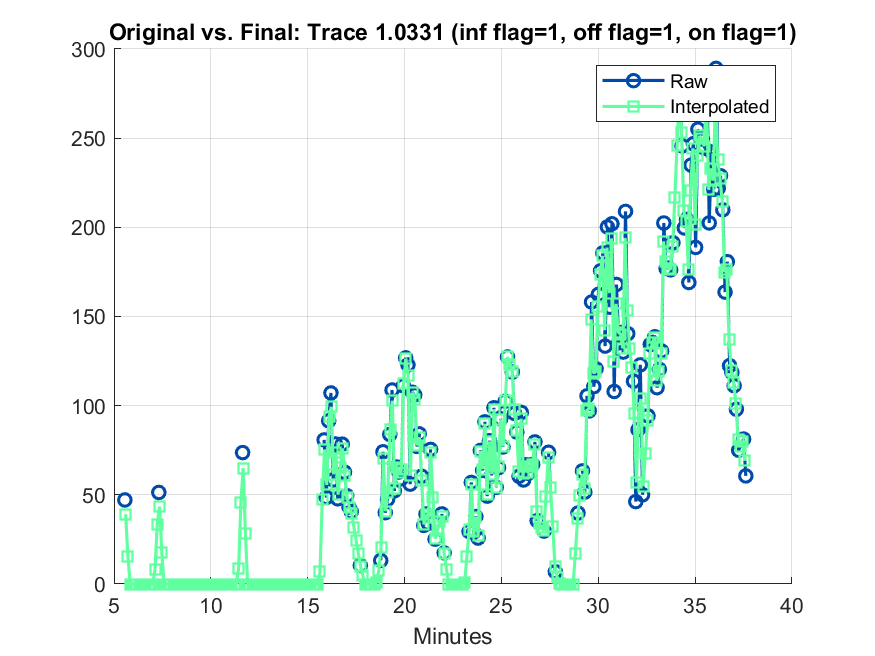 Original vs. Final: Trace 1.0331 (inf flag=1, off flag=1, on flag=1)
300
250
200
150
100
50
0
Raw
Interpolated
5 10 15 20 25 30 35 40
Minutes